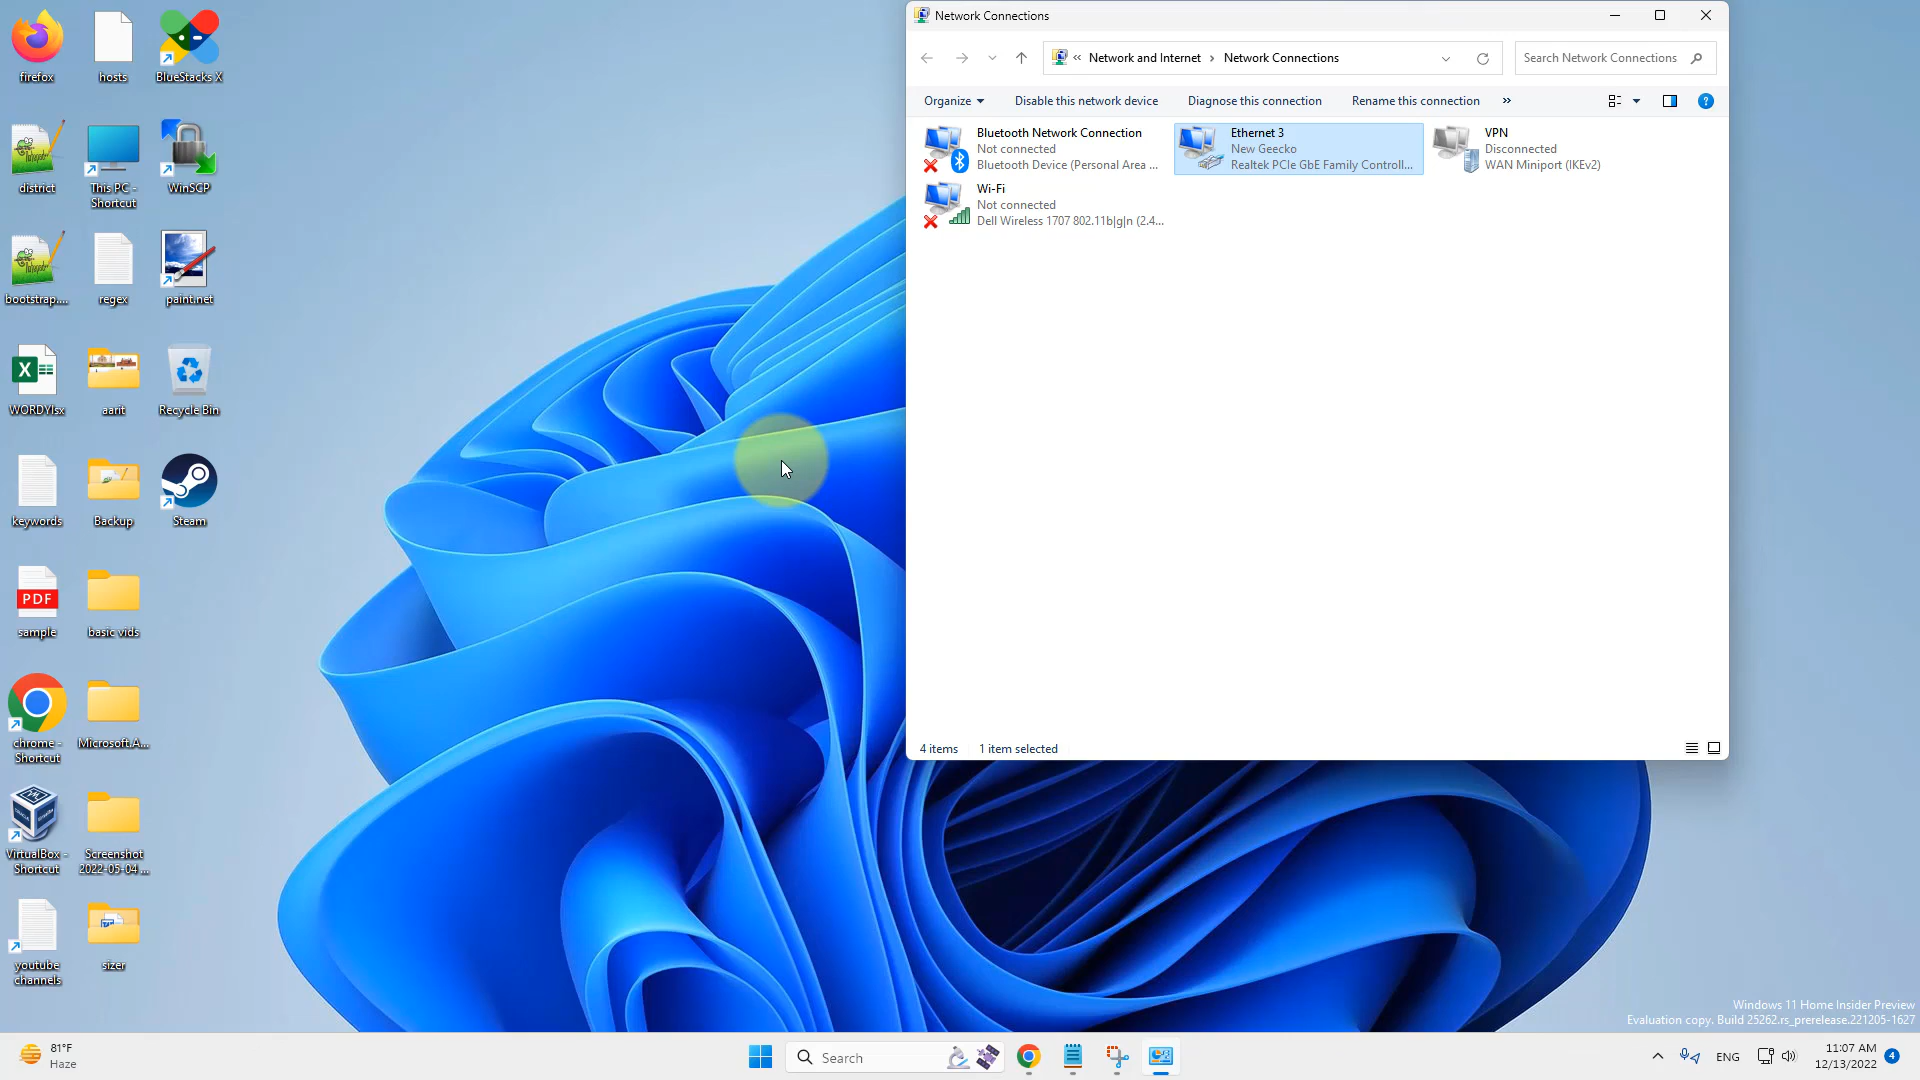 firefox
hosts
BlueStacks X
district
This PC -
Shortcut
WinSCP
bootstrap....
regex
paint.net
WORDYlsx
aarit
Recycle Bin
keywords
Backup
Steam
PDF
sample
basic vids
chrome -
Shortcut
Microsoft.A...
VirtualBox -
Shortcut
Screenshot
2022-05-04 ...
youtube
channels
sizer
Network Connections
« Network and Internet › Network Connections
Search Network Connections
Organize
Disable this network device
Diagnose this connection
Rename this connection
»
Bluetooth Network Connection
Not connected
Bluetooth Device (Personal Area ...
Ethernet 3
New Geecko
Realtek PCIe GbE Family Controll...
VPN
Disconnected
WAN Miniport (IKEv2)
Wi-Fi
Not connected
Dell Wireless 1707 802.11b|g|n (2.4...
4 items
1 item selected
Windows 11 Home Insider Preview
Evaluation copy. Build 25262.rs_prerelease.221205-1627
81°F
Haze
Search
ENG
11:07 AM
12/13/2022
4